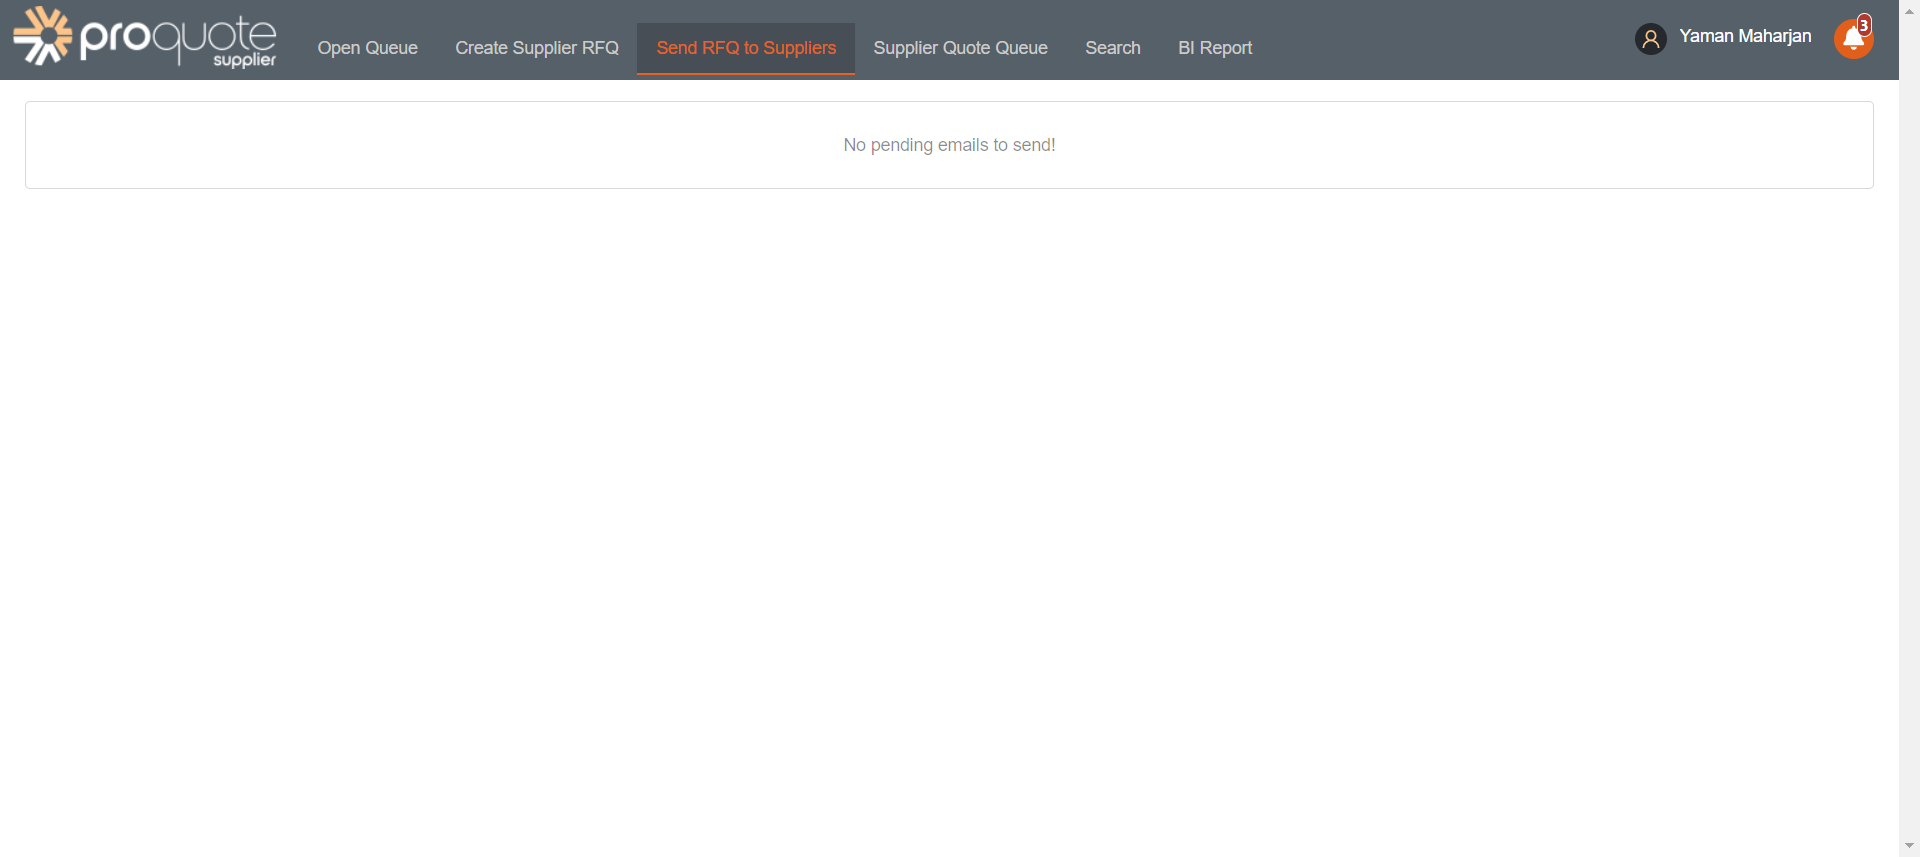 proquote
supplier
Open Queue
Create Supplier RFQ
Send RFQ to Suppliers
Supplier Quote Queue
Search
BI Report
Yaman Maharjan
3
No pending emails to send!